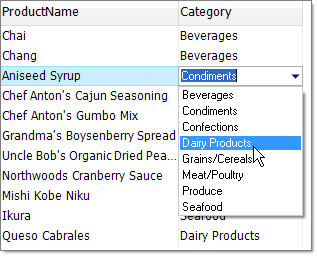 ProductName Category
Chai Beverages
Chang Beverages
Aniseed Syrup Condiments
Chef Anton's Cajun Seasoning
Beverages
Chef Anton's Gumbo Mix
Condiments
Grandma's Boysenberry Spread
Confections
Dairy Products
Uncle Bob's Organic Dried Pea...
Grains/Cereals
Northwoods Cranberry Sauce
Meat/Poultry
Mishi Kobe Niku
Produce
Ikura
Seafood
Seafood
Queso Cabrales Dairy Products